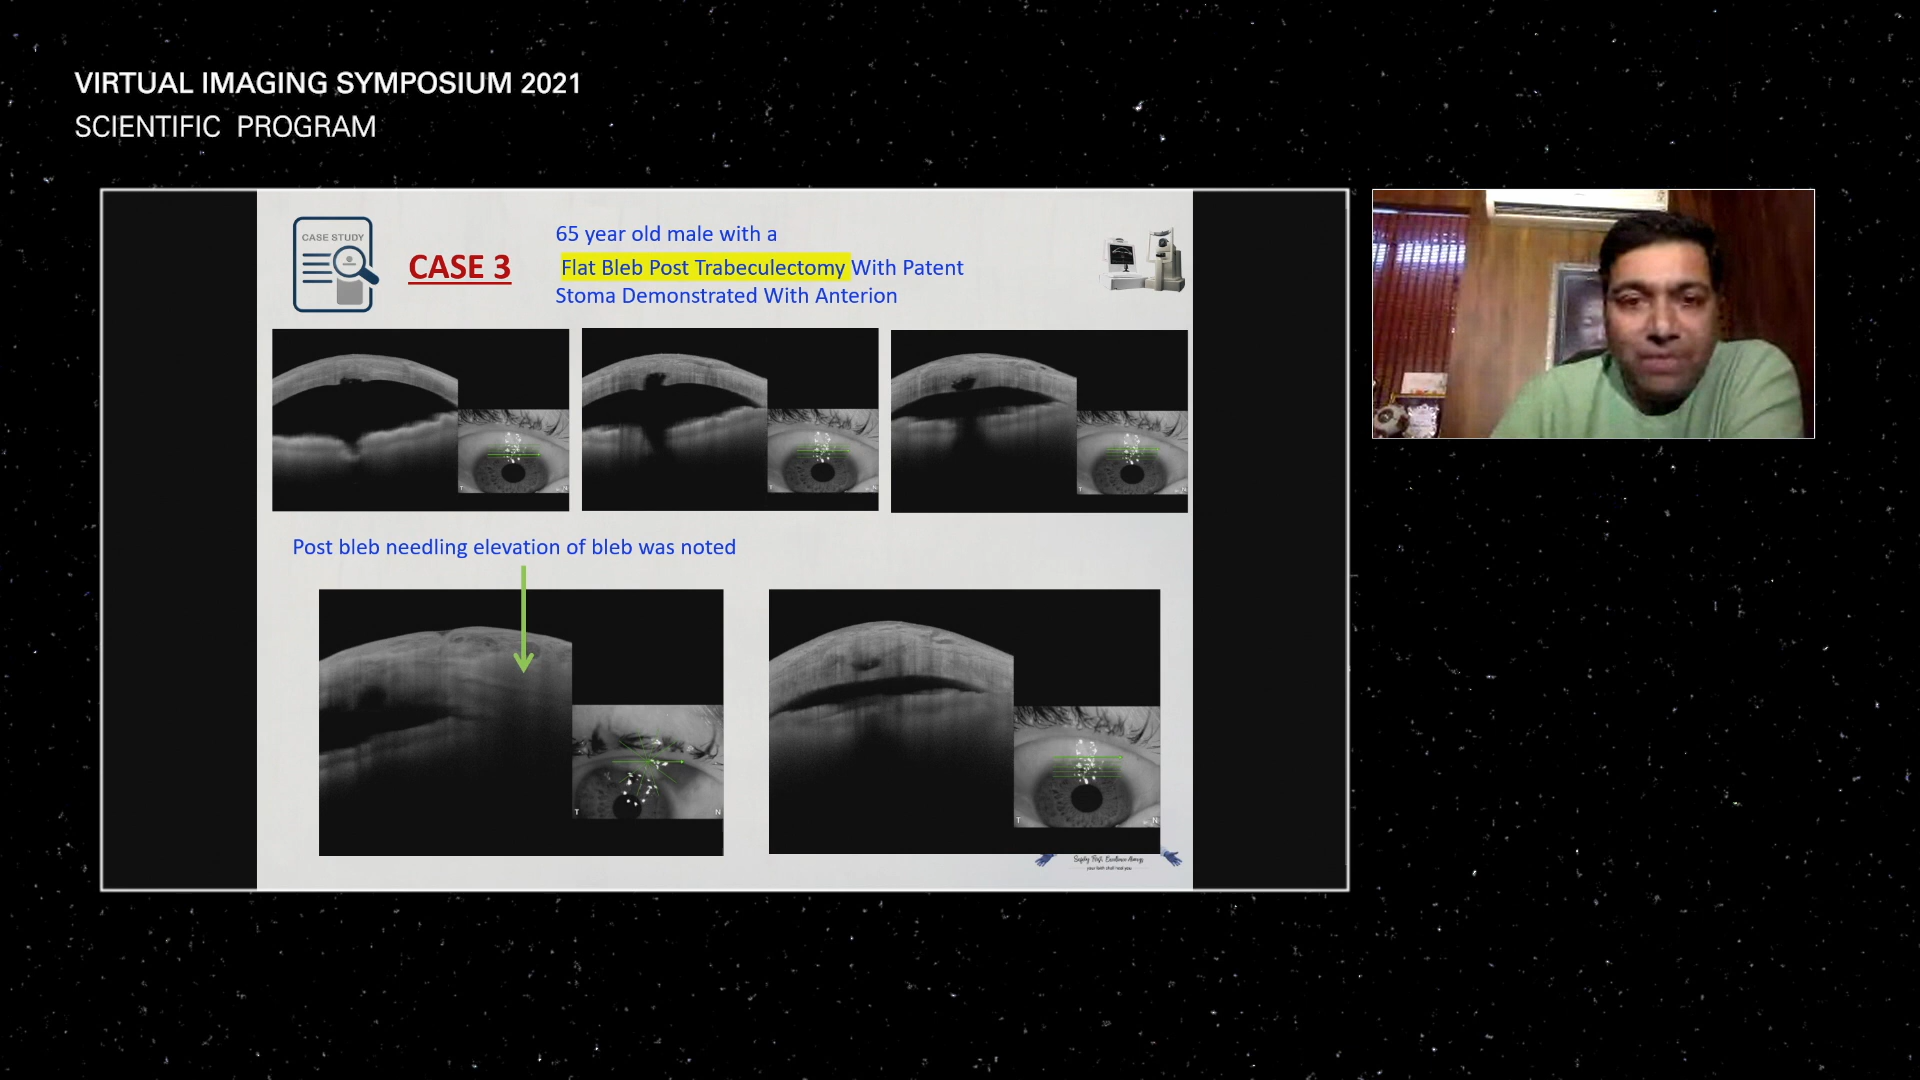 VIRTUAL IMAGING SYMPOSIUM 2021
SCIENTIFIC PROGRAM
CASE STUDY
CASE 3
65 year old male with a
Flat Bleb Post Trabeculectomy With Patent
Stoma Demonstrated With Anterion
T
N
T
T
Post bleb needling elevation of bleb was noted
T
N
T
N